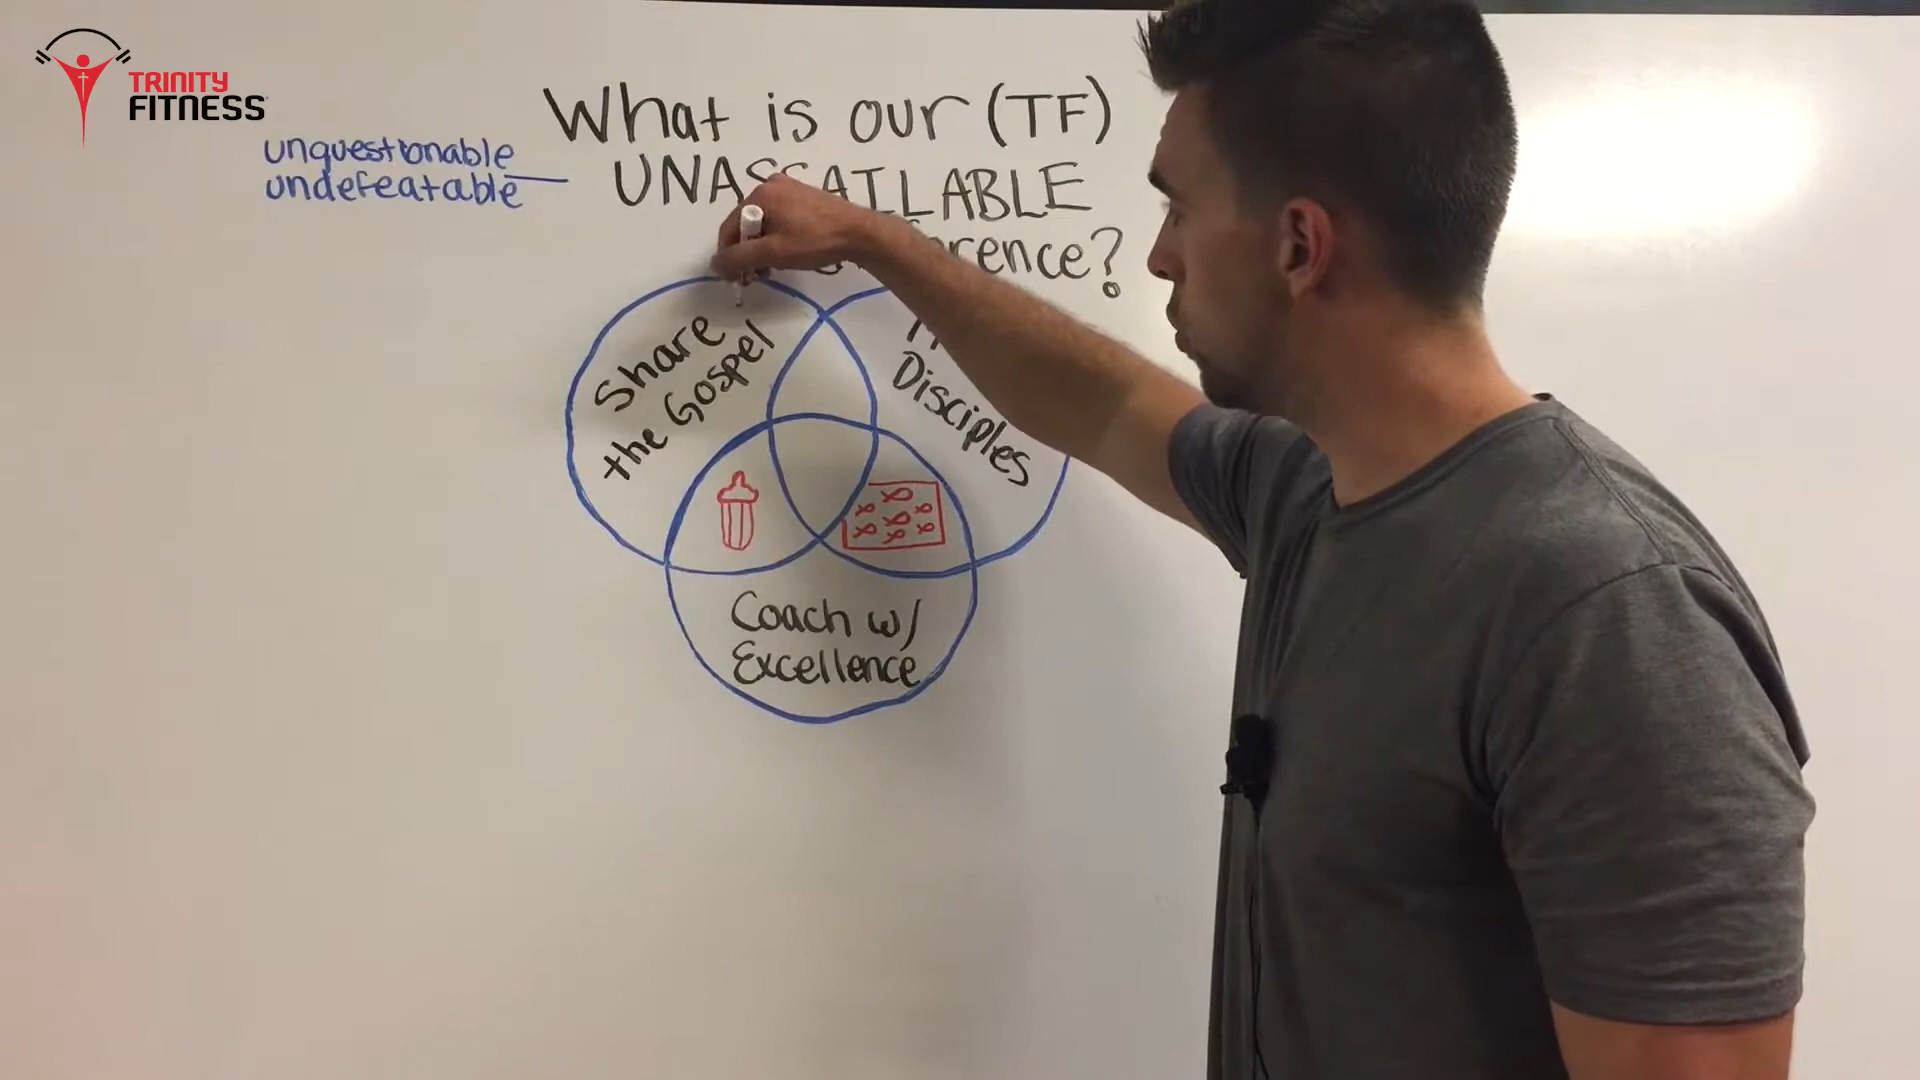 TRINITY
FITNESS
What is our (TF)
unquestionable
undefeatable
UNASSAILABLE
Share
the Gospel
Disciples
Coach w/
Excellence